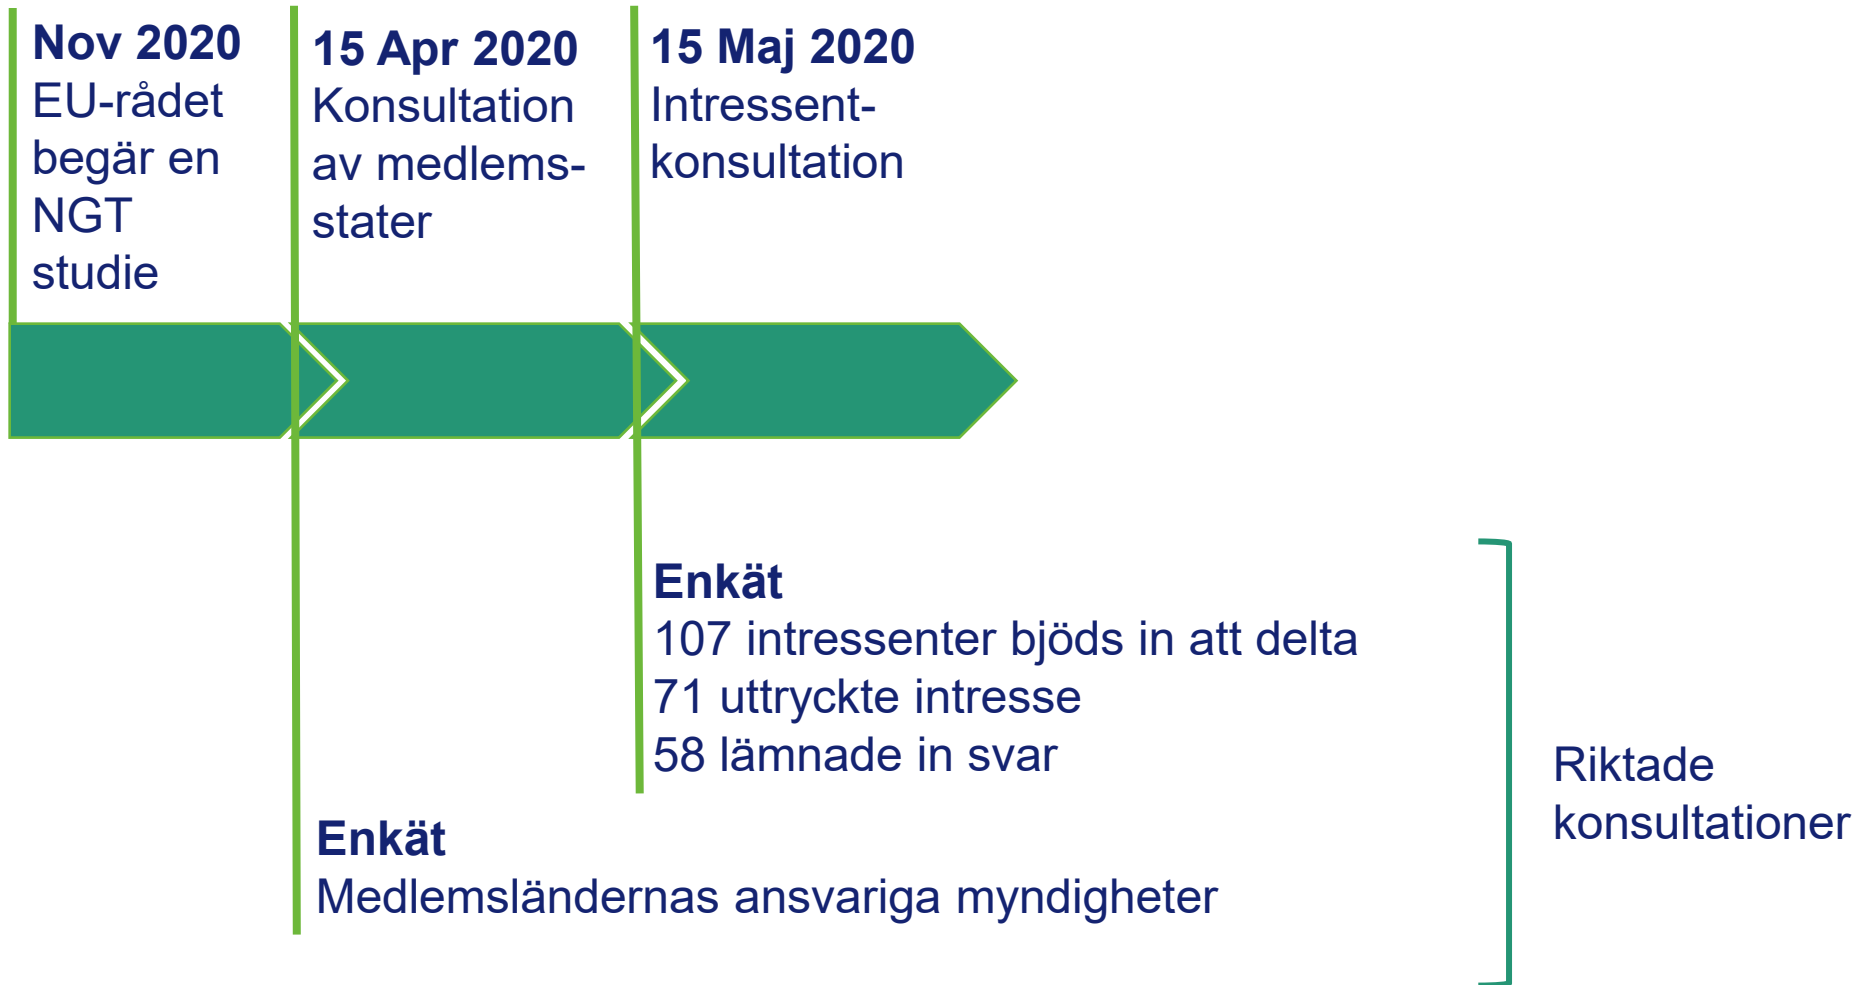 Nov 2020
EU-rådet
begär en
NGT
studie
15 Apr 2020
Konsultation
av medlems-
stater
15 Maj 2020
Intressent-
konsultation
Enkät
107 intressenter bjöds in att delta
71 uttryckte intresse
58 lämnade in svar
Enkät
Medlemsländernas ansvariga myndigheter
Riktade
konsultationer